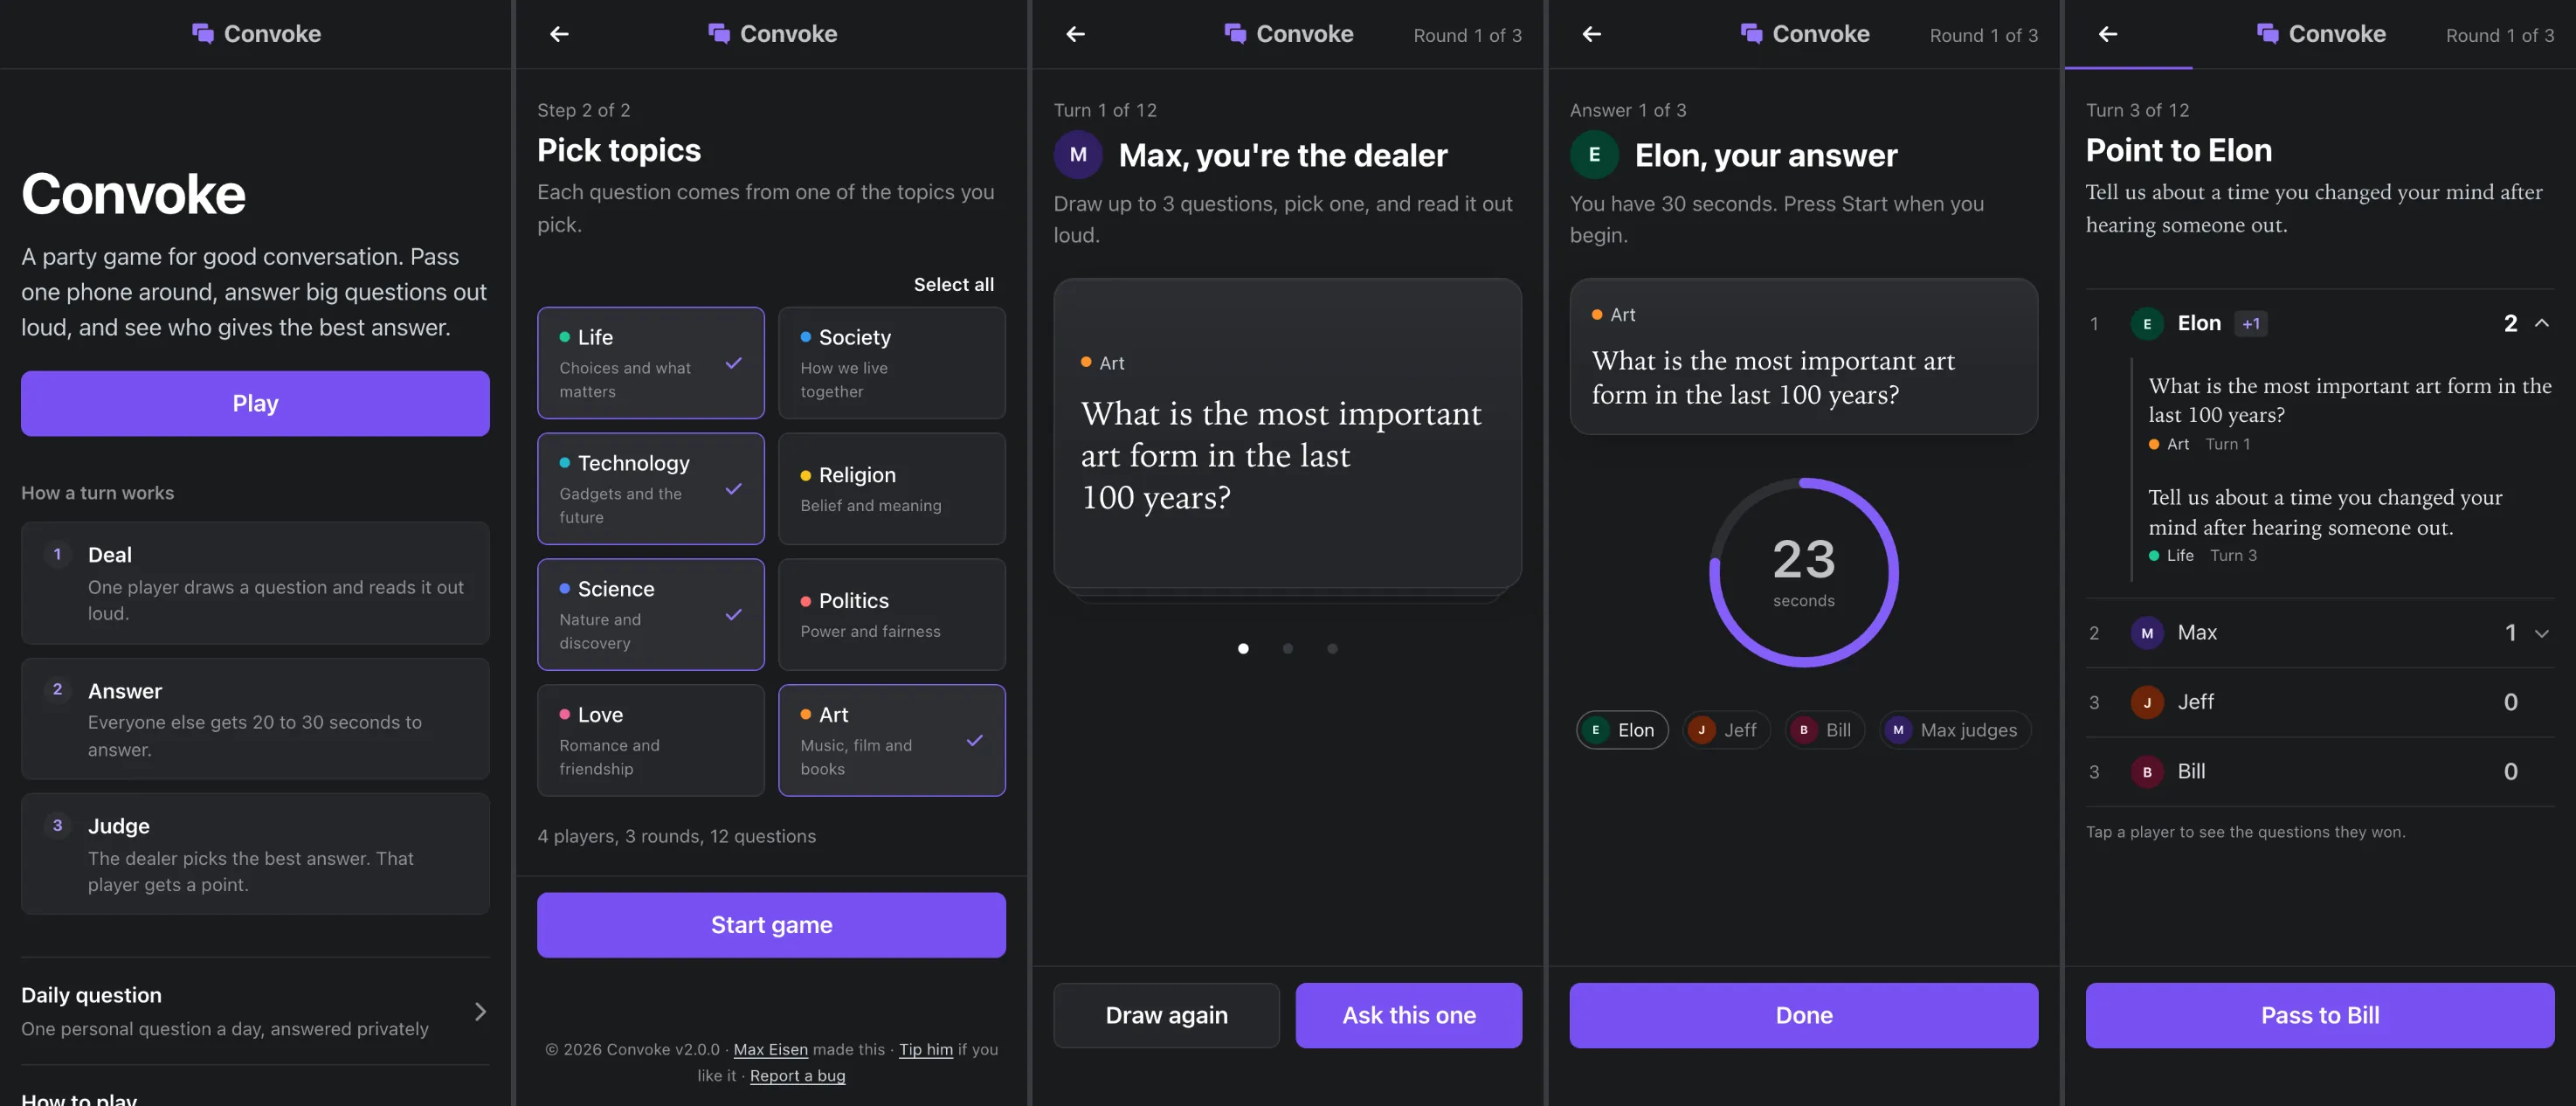 Convoke
Convoke
A party game for good conversation. Pass
one phone around, answer big questions out
loud, and see who gives the best answer.
Play
How a turn works
1
Deal
One player draws a question and reads it out
loud.
2
Answer
Everyone else gets 20 to 30 seconds to
answer.
3
Judge
The dealer picks the best answer. That
player gets a point.
Daily question
One personal question a day, answered privately
How to play
Convoke
Step 2 of 2
Pick topics
Each question comes from one of the topics you
pick.
Select all
Life
Choices and what
matters
Society
How we live
together
Technology
Gadgets and the
future
Religion
Belief and meaning
Science
Nature and
discovery
Politics
Power and fairness
Love
Romance and
friendship
Art
Music, film and
books
4 players, 3 rounds, 12 questions
Start game
© 2026 Convoke v2.0.0 · Max Eisen made this · Tip him if you
like it · Report a bug
Convoke
Round 1 of 3
Turn 1 of 12
M
Max, you're the dealer
Draw up to 3 questions, pick one, and read it out
loud.
Art
What is the most important
art form in the last
100 years?
Draw again
Ask this one
Convoke
Round 1 of 3
Answer 1 of 3
E
Elon, your answer
You have 30 seconds. Press Start when you
begin.
Art
What is the most important art
form in the last 100 years?
23
seconds
E Elon
J Jeff
B Bill
M Max judges
Done
Convoke
Round 1 of 3
Turn 3 of 12
Point to Elon
Tell us about a time you changed your mind after
hearing someone out.
1 E Elon +1 2
What is the most important art form in the
last 100 years?
Art Turn 1
Tell us about a time you changed your
mind after hearing someone out.
Life Turn 3
2 M Max 1
3 J Jeff 0
3 B Bill 0
Tap a player to see the questions they won.
Pass to Bill